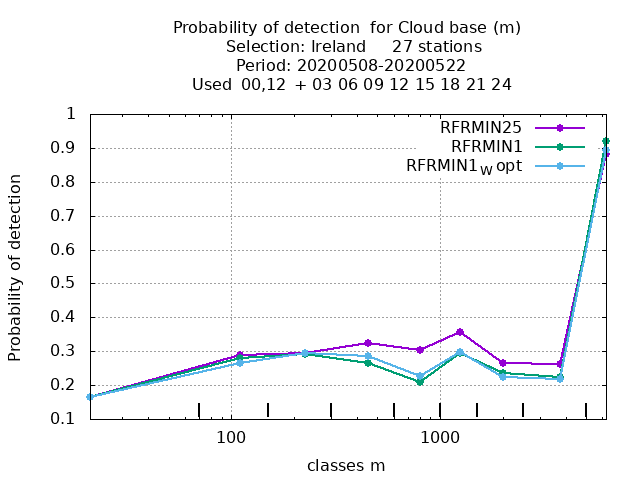 Probability of detection  for Cloud base (m)
Selection: Ireland     27 stations
Period: 20200508-20200522
Used  00,12  + 03 06 09 12 15 18 21 24
RFRMIN25
RFRMIN1
RFRMIN1w opt
1
0.9
0.8
0.7
0.6
0.5
0.4
0.3
0.2
0.1
Probability of detection
100
1000
classes m